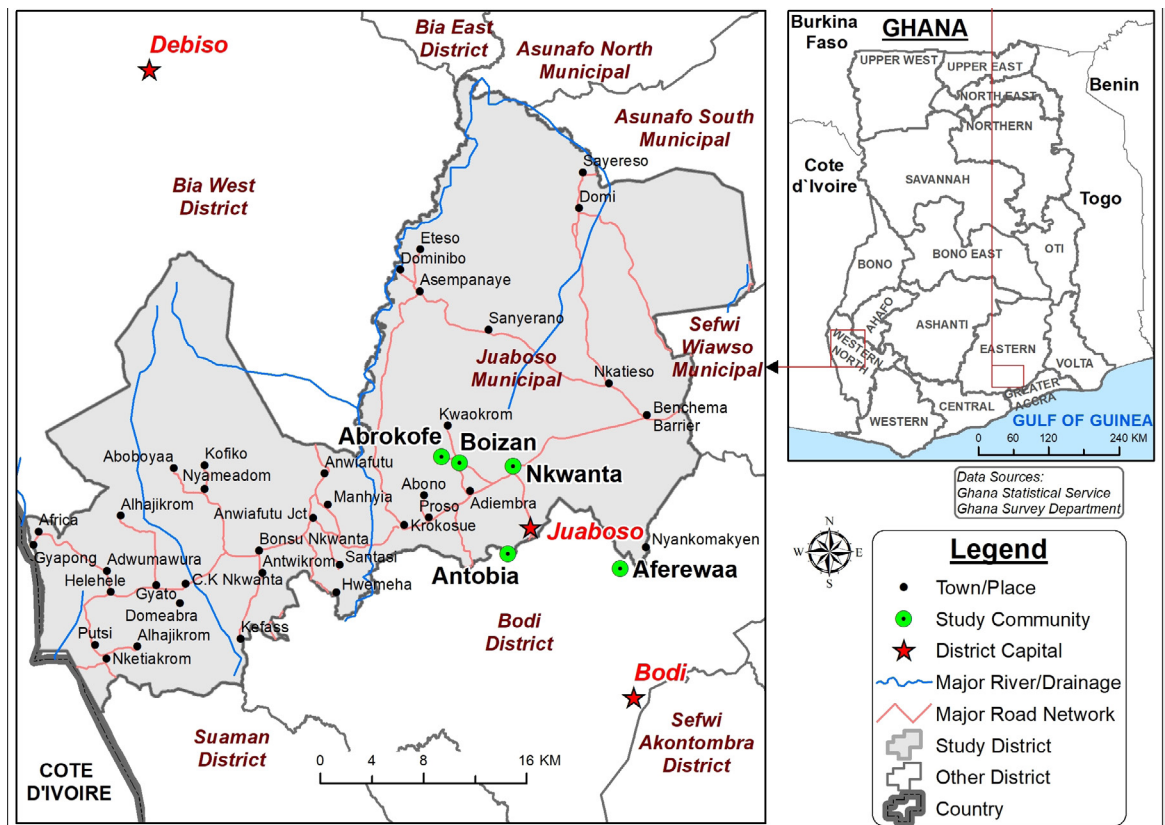 Debiso
Bia East
District
Asunafo North
Municipal
Asunafo South
Municipal
Bia West
District
Sayereso
Domi
Eteso
Dominibo
Asempanaye
Sanyerano
Sefwi
Wiawso
Municipal
Juaboso
Municipal
Nkatieso
Benchema
Barrier
Kwaokrom
Abrokofe
Boizan
Nkwanta
Kofiko
Aboboyaa
Nyameadom
Anwiafutu
Abono
Manhyia
Alhajikrom
Proso
Adiembra
Anwiafutu Jct
Krokosue
Africa
Juaboso
Bonsu Nkwanta
Nyankomakyen
Gyapong
Adwumawura
Antwikrom
Santasi
Antobia
Aferewaa
Helehele
C.K Nkwanta
Hwemeha
Gyato
Domeabra
Bodi
District
Putsi
Alhajikrom
Kefass
Nketiakrom
Bodi
Suaman
District
Sefwi
Akontombra
District
0 4 8 16 KM
COTE
D'IVOIRE
Burkina
Faso
GHANA
UPPER WEST
UPPER EAST
NORTH EAST
Benin
NORTHERN
Cote
d`Ivoire
SAVANNAH
Togo
BONO
BONO EAST
OTI
AHAFO
ASHANTI
WESTERN
NORTH
EASTERN
VOLTA
GREATER
ACCRA
CENTRAL
WESTERN
GULF OF GUINEA
0 60 120 240 KM
Data Sources:
Ghana Statistical Service
Ghana Survey Department
N
W E
S
Legend
Town/Place
Study Community
District Capital
Major River/Drainage
Major Road Network
Study District
Other District
Country